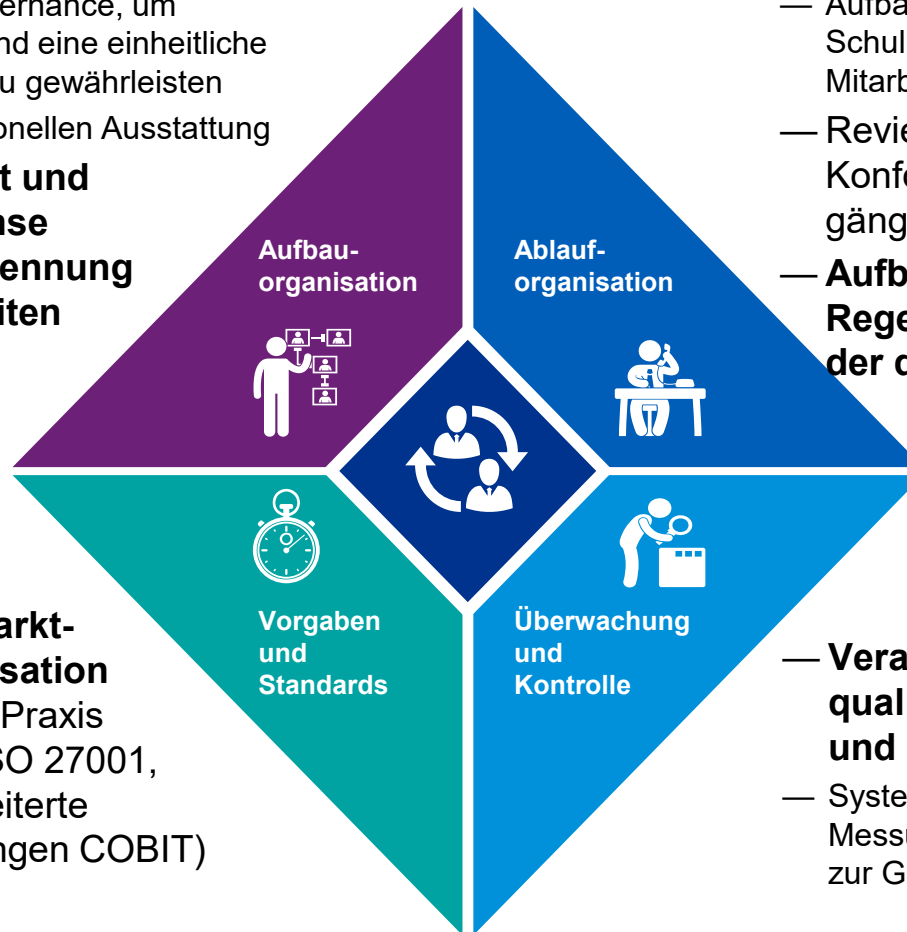 ernance, um
nd eine einheitliche
u gewährleisten
onellen Ausstattung
t und
nse
ennung
iten
Aufbau-
organisation
Ablauf-
organisation
— Aufba
Schul
Mitarb
— Revie
Konfo
gäng
— Aufb
Rege
der d
arkt-
sation
Praxis
SO 27001,
eiterte
ngen COBIT)
Vorgaben
und
Standards
Überwachung
und
Kontrolle
— Vera
qual
und
— Syste
Messu
zur G